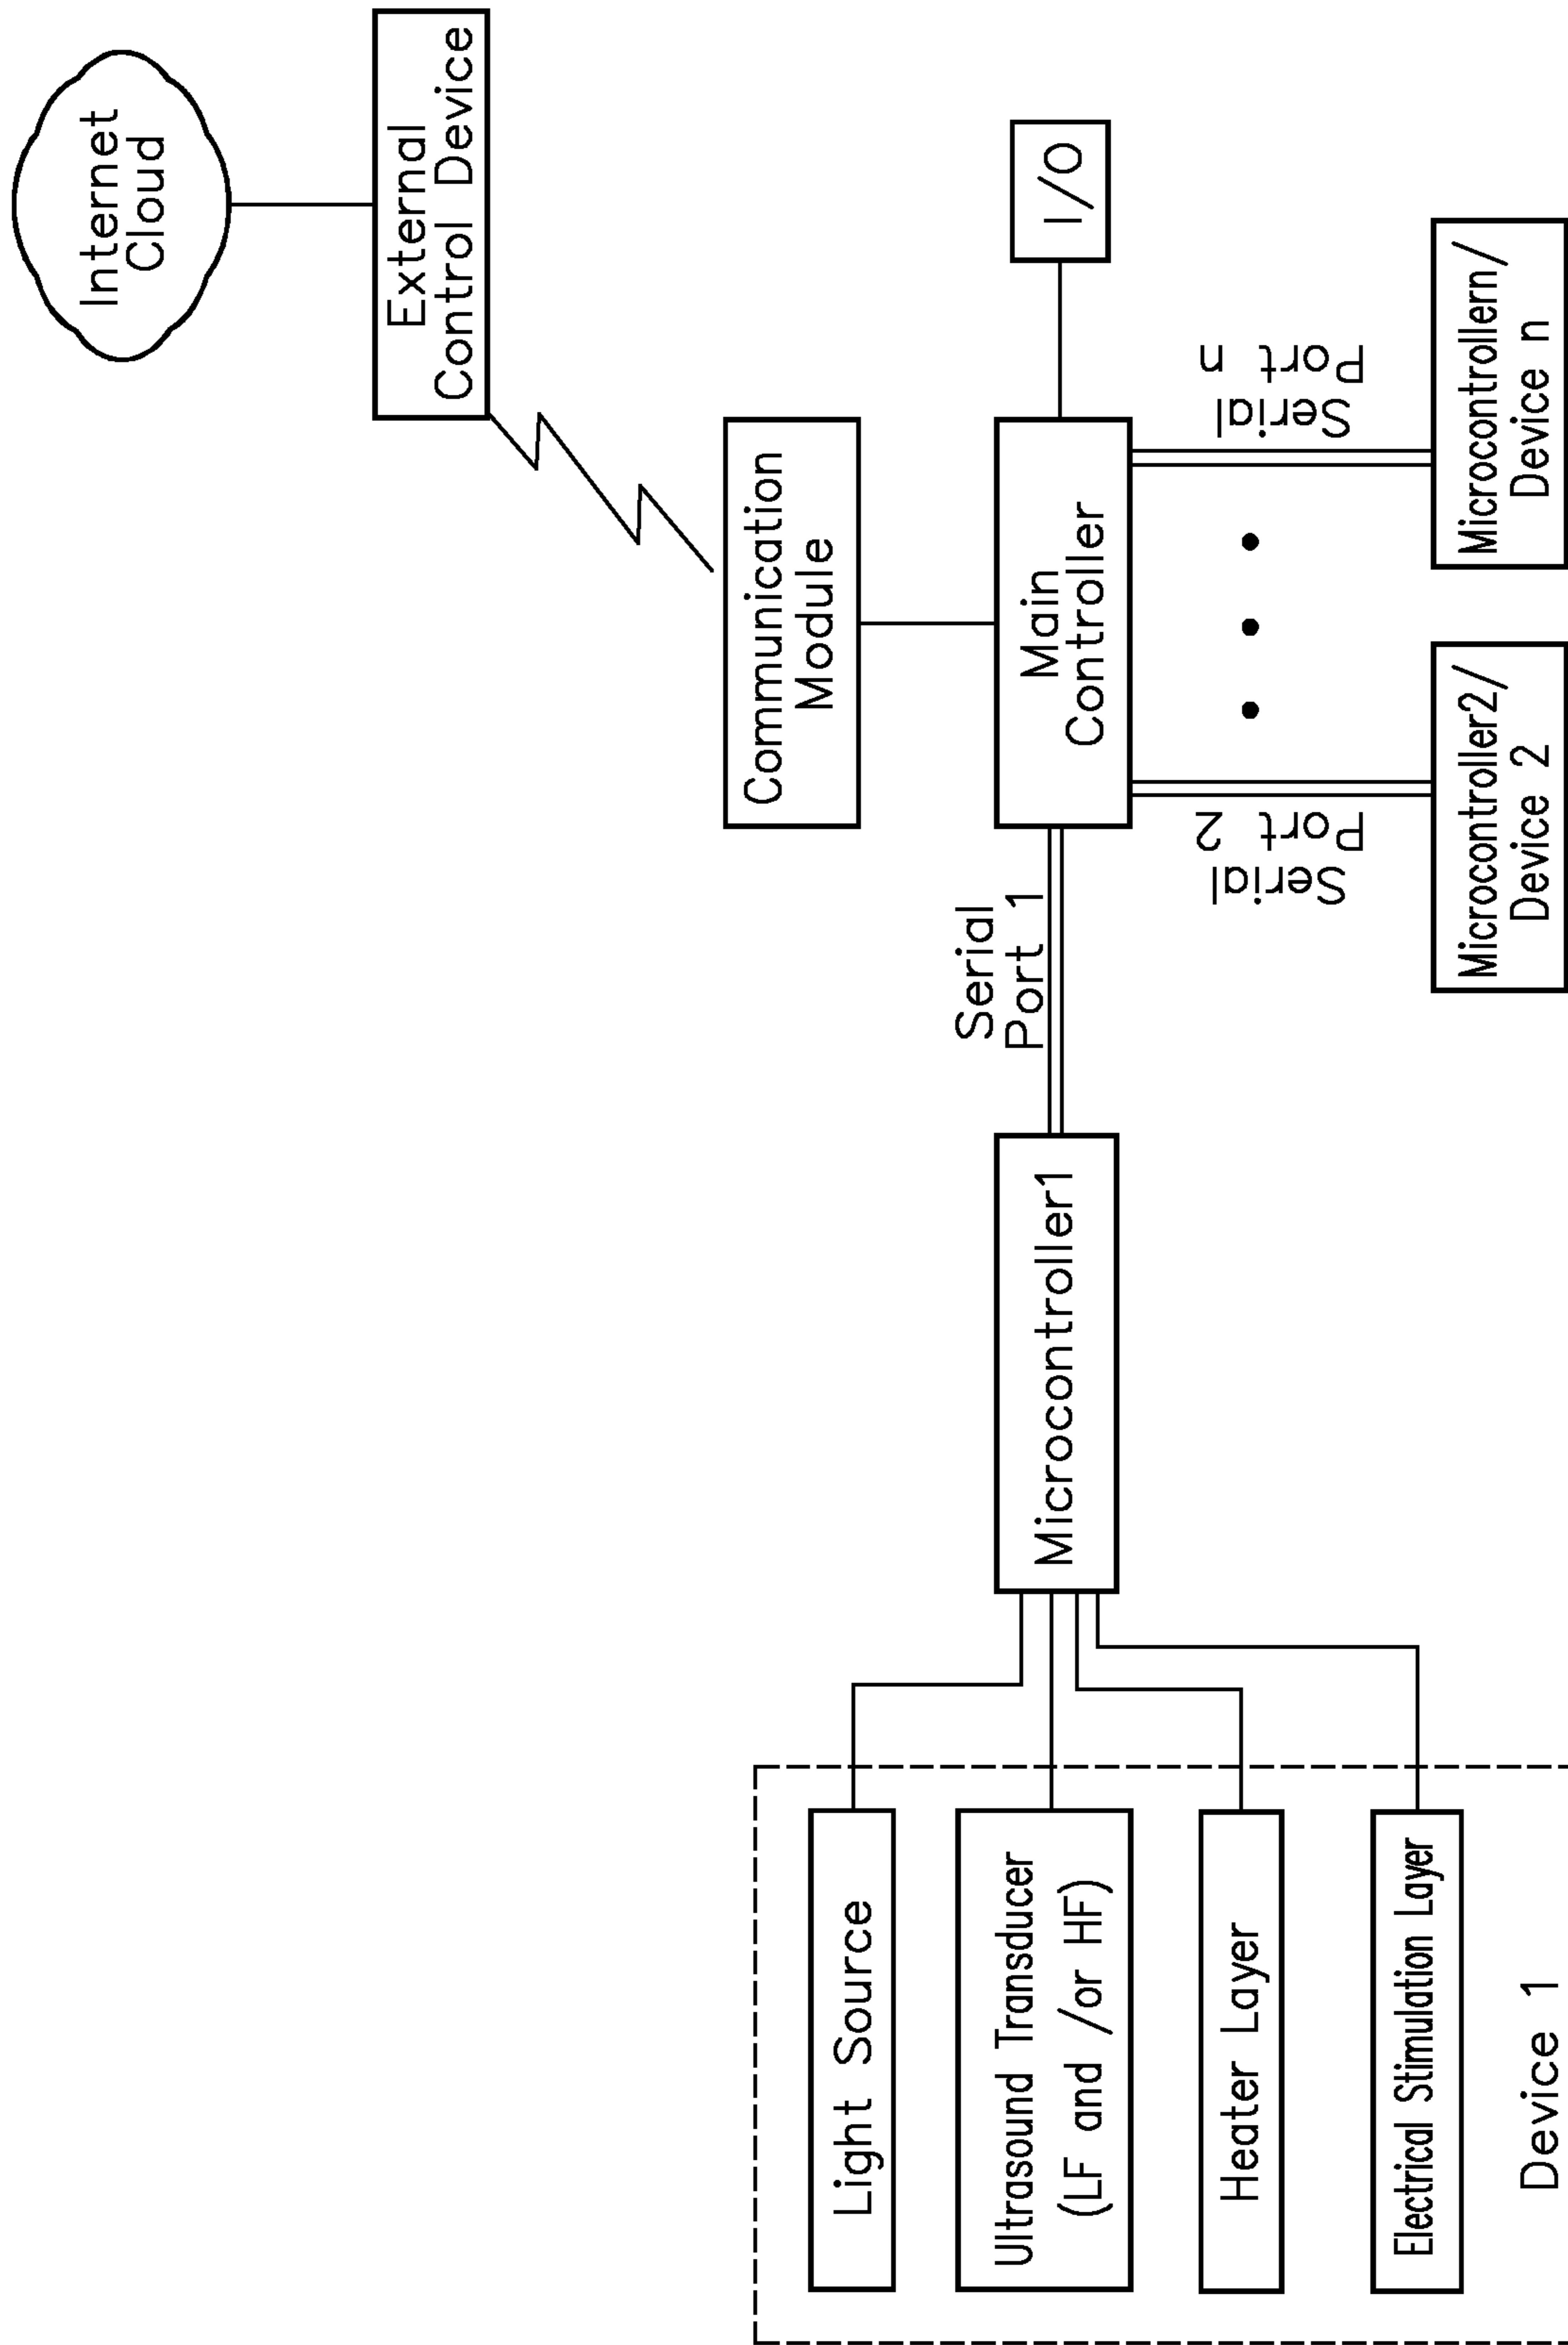 Internet
Cloud
External
Control Device
Communication
Module
Main
Controller
I/O
Serial
Port 1
Serial
Port 2
Serial
Port n
Microcontroller1
Microcontroller2/
Device 2
Microcontrollern/
Device n
Light Source
Ultrasound Transducer
(LF and /or HF)
Heater Layer
Electrical Stimulation Layer
Device 1